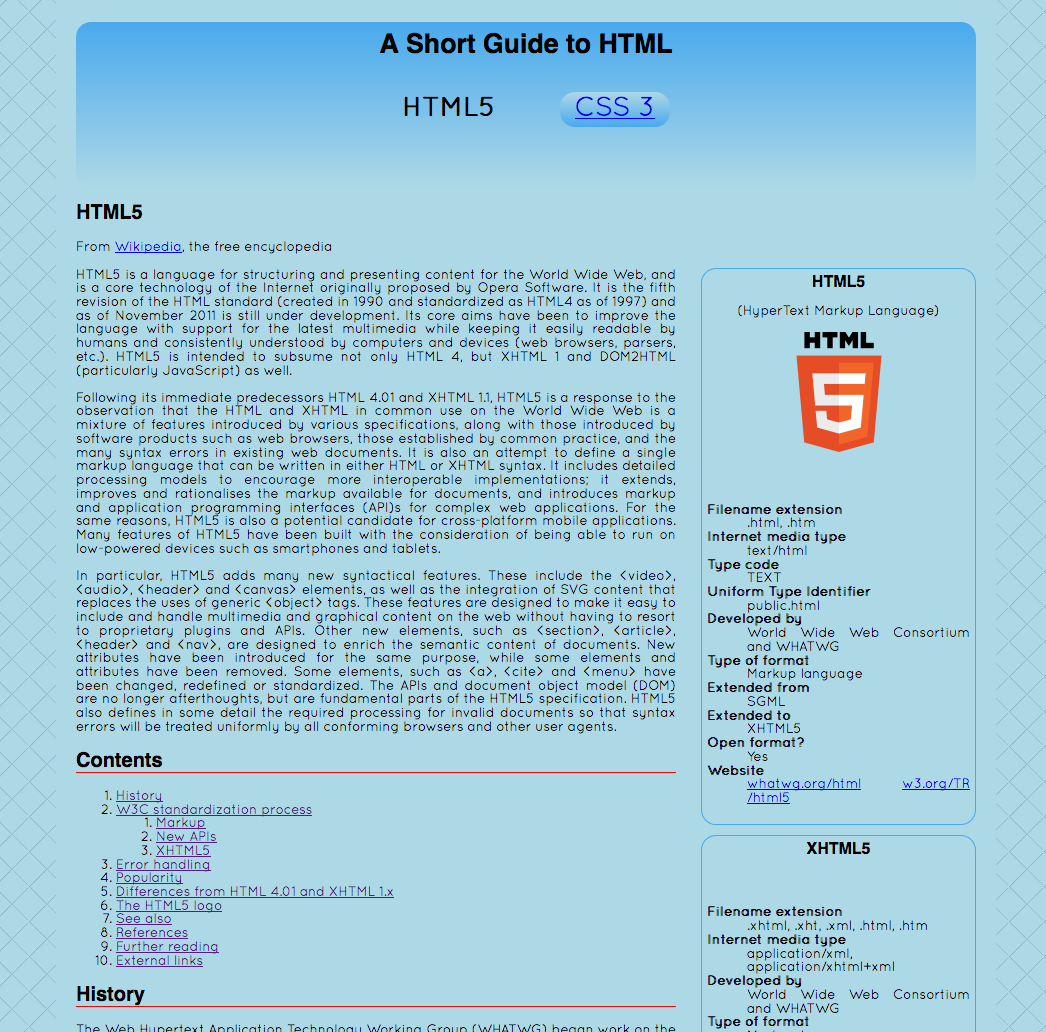 A Short Guide to HTML
HTML5
CSS 3
HTML5
From Wikipedia, the free encyclopedia
HTML5 is a language for structuring and presenting content for the World Wide Web, and
is a core technology of the Internet originally proposed by Opera Software. It is the fifth
revision of the HTML standard (created in 1990 and standardized as HTML4 as of 1997) and
as of November 2011 is still under development. Its core aims have been to improve the
language with support for the latest multimedia while keeping it easily readable by
humans and consistently understood by computers and devices (web browsers, parsers,
etc.). HTML5 is intended to subsume not only HTML 4, but XHTML 1 and DOM2HTML
(particularly JavaScript) as well.
Following its immediate predecessors HTML 4.01 and XHTML 1.1, HTML5 is a response to the
observation that the HTML and XHTML in common use on the World Wide Web is a
mixture of features introduced by various specifications, along with those introduced by
software products such as web browsers, those established by common practice, and the
many syntax errors in existing web documents. It is also an attempt to define a single
markup language that can be written in either HTML or XHTML syntax. It includes detailed
processing models to encourage more interoperable implementations; it extends,
improves and rationalises the markup available for documents, and introduces markup
and application programming interfaces (API)s for complex web applications. For the
same reasons, HTML5 is also a potential candidate for cross-platform mobile applications.
Many features of HTML5 have been built with the consideration of being able to run on
low-powered devices such as smartphones and tablets.
In particular, HTML5 adds many new syntactical features. These include the <video>,
<audio>, <header> and <canvas> elements, as well as the integration of SVG content that
replaces the uses of generic <object> tags. These features are designed to make it easy to
include and handle multimedia and graphical content on the web without having to resort
to proprietary plugins and APIs. Other new elements, such as <section>, <article>,
<header> and <nav>, are designed to enrich the semantic content of documents. New
attributes have been introduced for the same purpose, while some elements and
attributes have been removed. Some elements, such as <a>, <cite> and <menu> have
been changed, redefined or standardized. The APIs and document object model (DOM)
are no longer afterthoughts, but are fundamental parts of the HTML5 specification. HTML5
also defines in some detail the required processing for invalid documents so that syntax
errors will be treated uniformly by all conforming browsers and other user agents.
Contents
1. History
2. W3C standardization process
1. Markup
2. New APIs
3. XHTML5
3. Error handling
4. Popularity
5. Differences from HTML 4.01 and XHTML 1.x
6. The HTML5 logo
7. See also
8. References
9. Further reading
10. External links
History
The Web Hypertext Application Technology Working Group (WHATWG) began work on the
HTML5
(HyperText Markup Language)
HTML
5
Filename extension
.html, .htm
Internet media type
text/html
Type code
TEXT
Uniform Type Identifier
public.html
Developed by
World Wide Web Consortium
and WHATWG
Type of format
Markup language
Extended from
SGML
Extended to
XHTML5
Open format?
Yes
Website
whatwg.org/html w3.org/TR
/html5
XHTML5
Filename extension
.xhtml, .xht, .xml, .html, .htm
Internet media type
application/xml,
application/xhtml+xml
Developed by
World Wide Web Consortium
and WHATWG
Type of format